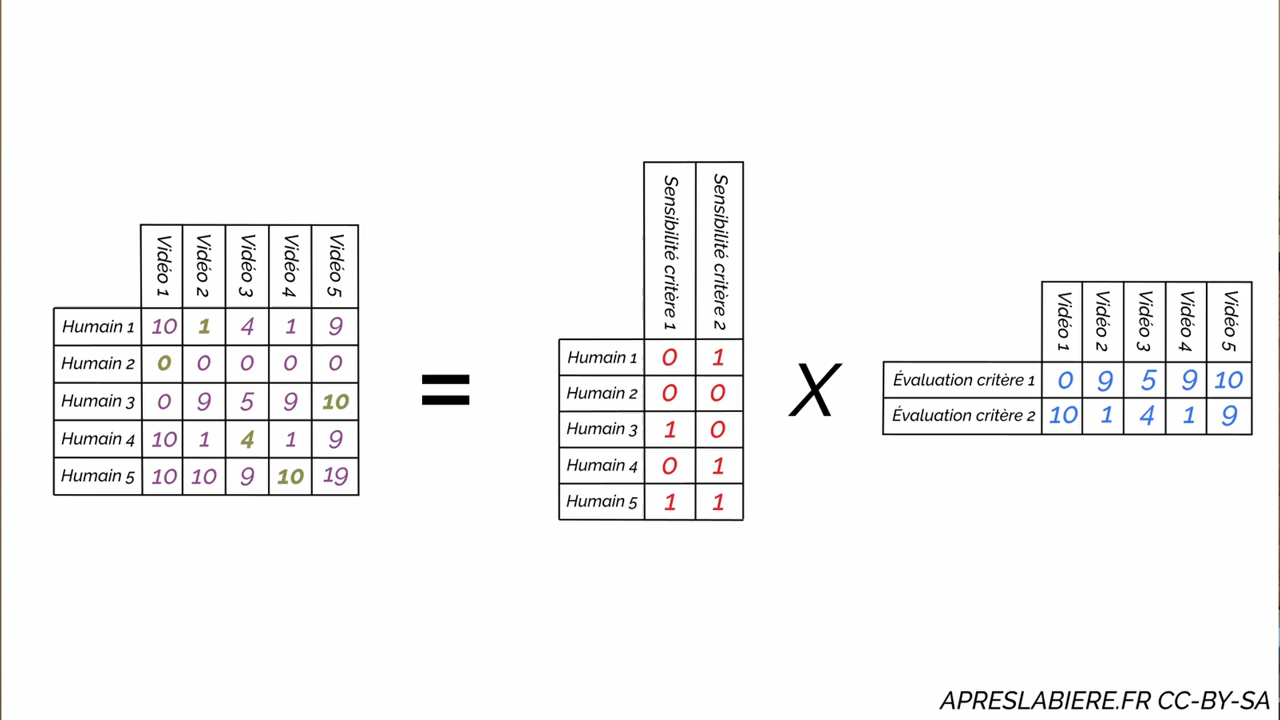 Vidéo 1 Vidéo 2 Vidéo 3 Vidéo 4 Vidéo 5
Humain 1 10 1 4 1 9
Humain 2 0 0 0 0 0
Humain 3 0 9 5 9 10
Humain 4 10 1 4 1 9
Humain 5 10 10 9 10 19
=
Sensibilité critère 1 Sensibilité critère 2
Humain 1 0 1
Humain 2 0 0
Humain 3 1 0
Humain 4 0 1
Humain 5 1 1
X
Vidéo 1 Vidéo 2 Vidéo 3 Vidéo 4 Vidéo 5
Évaluation critère 1 0 9 5 9 10
Évaluation critère 2 10 1 4 1 9
APRESLABIERE.FR CC-BY-SA